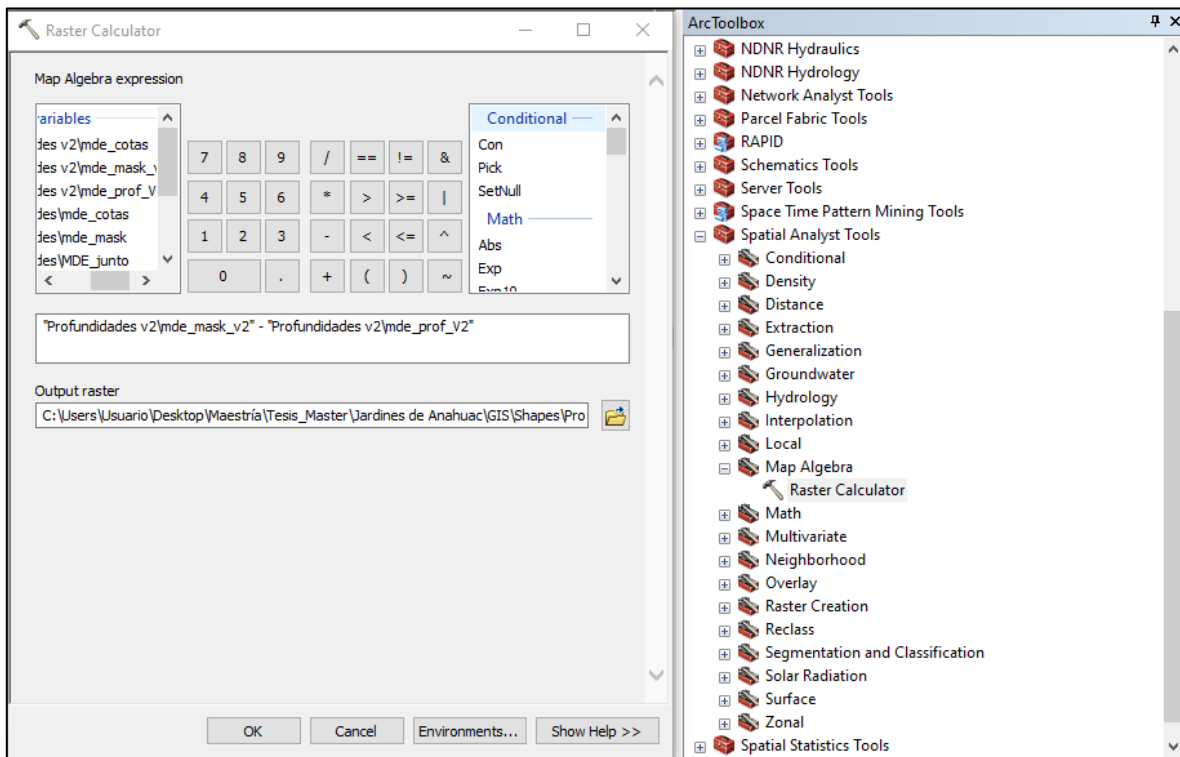 Raster Calculator
Map Algebra expression
variables
des v2\mde_cotas
des v2\mde_mask_v
des v2\mde_prof_V
des\mde_cotas
des\mde_mask
des\MDE_junto
7 8 9 / == != &
4 5 6 * > >= |
1 2 3 - < <= ^
0 . + ( ) ~
Conditional
Con
Pick
SetNull
Math
Abs
Exp
Exp10
"Profundidades v2\mde_mask_v2" - "Profundidades v2\mde_prof_V2"
Output raster
C:\Users\Usuario\Desktop\Maestría\Tesis_Master\Jardines de Anahuac\GIS\Shapes\Pro
OK Cancel Environments... Show Help >>
ArcToolbox
NDNR Hydraulics
NDNR Hydrology
Network Analyst Tools
Parcel Fabric Tools
RAPID
Schematics Tools
Server Tools
Space Time Pattern Mining Tools
Spatial Analyst Tools
Conditional
Density
Distance
Extraction
Generalization
Groundwater
Hydrology
Interpolation
Local
Map Algebra
Raster Calculator
Math
Multivariate
Neighborhood
Overlay
Raster Creation
Reclass
Segmentation and Classification
Solar Radiation
Surface
Zonal
Spatial Statistics Tools